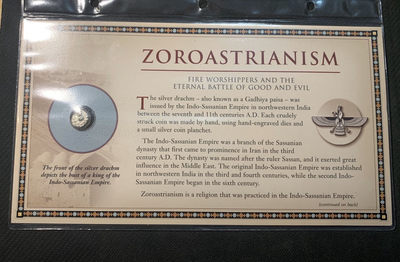 ZOROASTRIANISM
FIRE WORSHIPPERS AND THE
ETERNAL BATTLE OF GOOD AND EVIL
The silver drachm – also known as a Gadhiya paisa – was
issued by the Indo-Sassanian Empire in northwestern India
between the seventh and 11th centuries A.D. Each crudely
struck coin was made by hand, using hand-engraved dies and
a small silver coin planchet.
The Indo-Sassanian Empire was a branch of the Sassanian
dynasty that first came to prominence in Iran in the third
century A.D. The dynasty was named after the ruler Sassan, and it exerted great
influence in the Middle East. The original Indo-Sassanian Empire was established
in northwestern India in the third and fourth centuries, while the second Indo-
Sassanian Empire began in the sixth century.
Zoroastrianism is a religion that was practiced in the Indo-Sassanian Empire.
(continued on back)
The front of the silver drachm
depicts the bust of a king of the
Indo-Sassanian Empire.